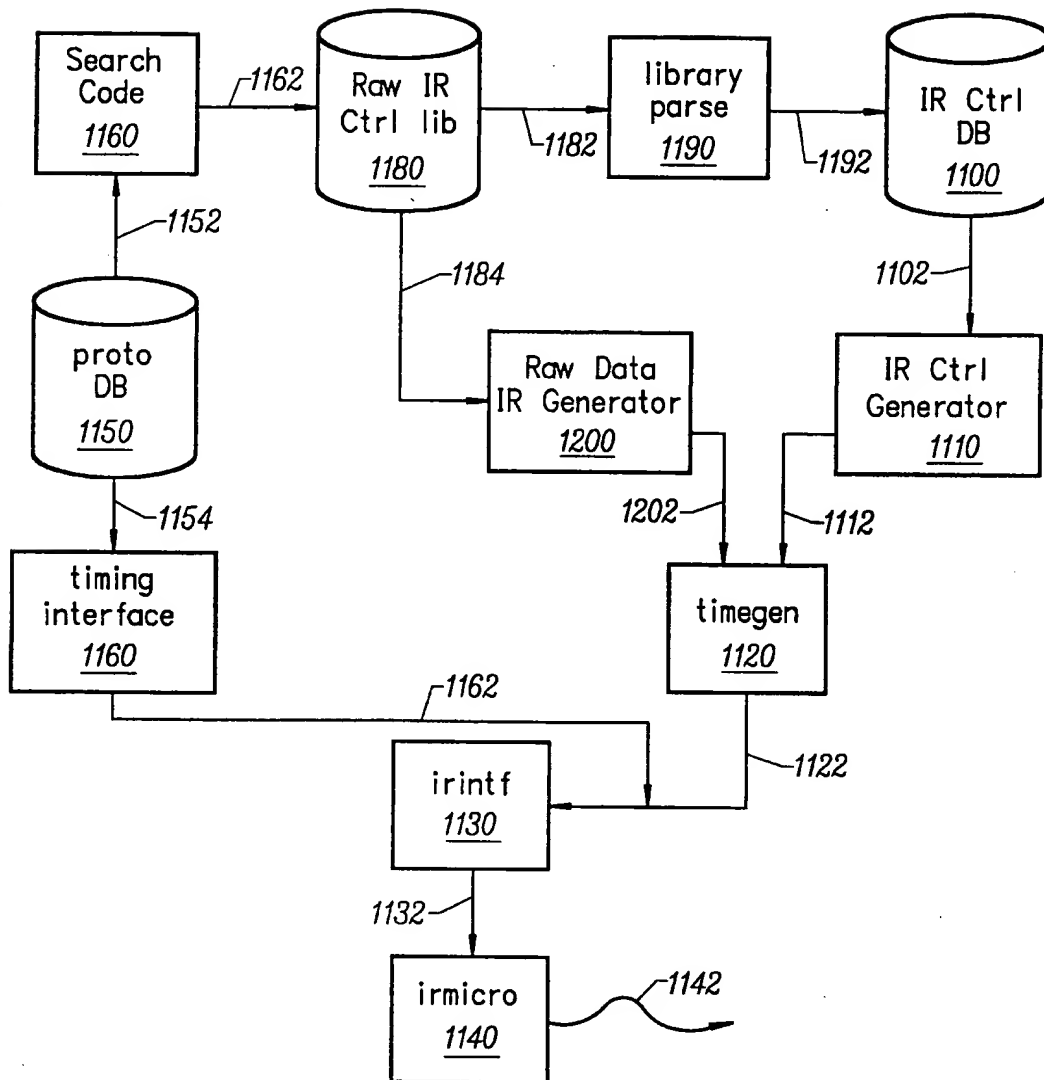 Search
Code
1160
1162
Raw IR
Ctrl lib
1180
1182
library
parse
1190
1192
IR Ctrl
DB
1100
1152
1184
1102
proto
DB
1150
Raw Data
IR Generator
1200
IR Ctrl
Generator
1110
1154
1202
1112
timing
interface
1160
timegen
1120
1162
1122
irintf
1130
1132
irmicro
1140
1142